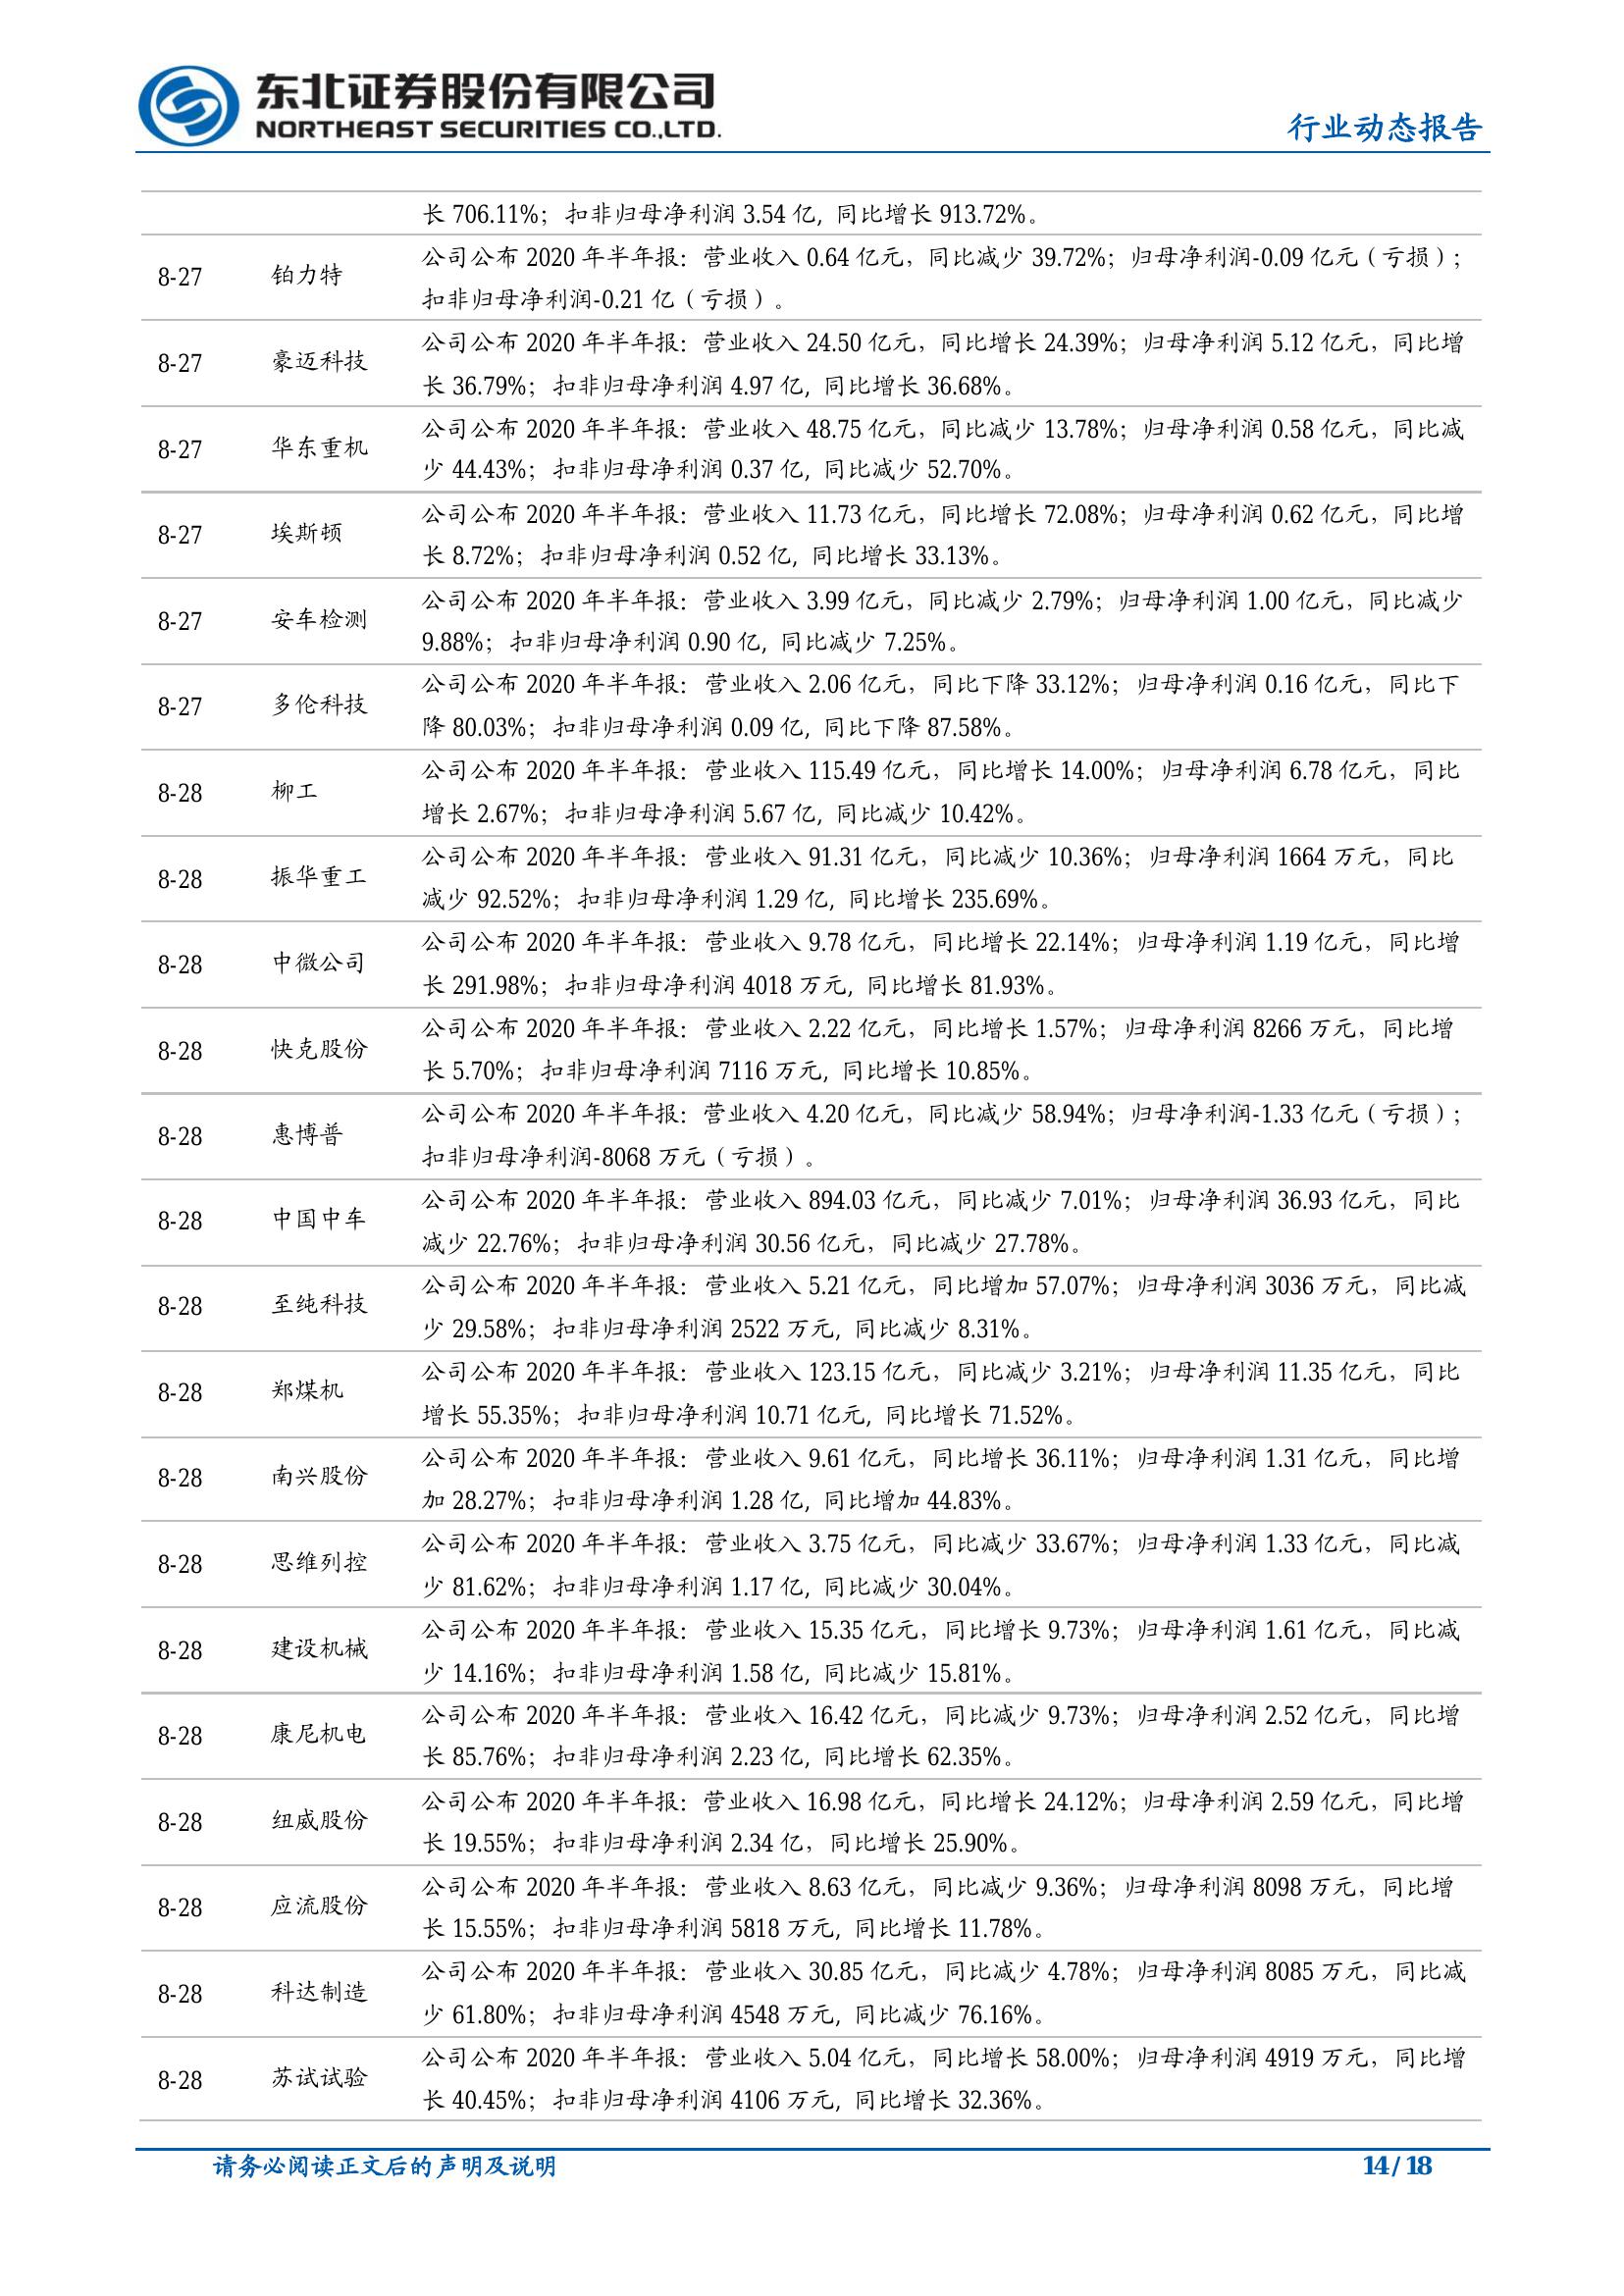 东北证券股份有限公司
NORTHEAST SECURITIES CO.,LTD.
行业动态报告
长 706.11%；扣非归母净利润 3.54 亿, 同比增长 913.72%。
8-27 铂力特 公司公布 2020 年半年报：营业收入 0.64 亿元，同比减少 39.72%；归母净利润-0.09 亿元（亏损）；
扣非归母净利润-0.21 亿（亏损）。
8-27 豪迈科技 公司公布 2020 年半年报：营业收入 24.50 亿元，同比增长 24.39%；归母净利润 5.12 亿元，同比增
长 36.79%；扣非归母净利润 4.97 亿, 同比增长 36.68%。
8-27 华东重机 公司公布 2020 年半年报：营业收入 48.75 亿元，同比减少 13.78%；归母净利润 0.58 亿元，同比减
少 44.43%；扣非归母净利润 0.37 亿, 同比减少 52.70%。
8-27 埃斯顿 公司公布 2020 年半年报：营业收入 11.73 亿元，同比增长 72.08%；归母净利润 0.62 亿元，同比增
长 8.72%；扣非归母净利润 0.52 亿, 同比增长 33.13%。
8-27 安车检测 公司公布 2020 年半年报：营业收入 3.99 亿元，同比减少 2.79%；归母净利润 1.00 亿元，同比减少
9.88%；扣非归母净利润 0.90 亿, 同比减少 7.25%。
8-27 多伦科技 公司公布 2020 年半年报：营业收入 2.06 亿元，同比下降 33.12%；归母净利润 0.16 亿元，同比下
降 80.03%；扣非归母净利润 0.09 亿, 同比下降 87.58%。
8-28 柳工 公司公布 2020 年半年报：营业收入 115.49 亿元，同比增长 14.00%；归母净利润 6.78 亿元，同比
增长 2.67%；扣非归母净利润 5.67 亿, 同比减少 10.42%。
8-28 振华重工 公司公布 2020 年半年报：营业收入 91.31 亿元，同比减少 10.36%；归母净利润 1664 万元，同比
减少 92.52%；扣非归母净利润 1.29 亿, 同比增长 235.69%。
8-28 中微公司 公司公布 2020 年半年报：营业收入 9.78 亿元，同比增长 22.14%；归母净利润 1.19 亿元，同比增
长 291.98%；扣非归母净利润 4018 万元, 同比增长 81.93%。
8-28 快克股份 公司公布 2020 年半年报：营业收入 2.22 亿元，同比增长 1.57%；归母净利润 8266 万元，同比增
长 5.70%；扣非归母净利润 7116 万元, 同比增长 10.85%。
8-28 惠博普 公司公布 2020 年半年报：营业收入 4.20 亿元，同比减少 58.94%；归母净利润-1.33 亿元（亏损）；
扣非归母净利润-8068 万元（亏损）。
8-28 中国中车 公司公布 2020 年半年报：营业收入 894.03 亿元，同比减少 7.01%；归母净利润 36.93 亿元，同比
减少 22.76%；扣非归母净利润 30.56 亿元，同比减少 27.78%。
8-28 至纯科技 公司公布 2020 年半年报：营业收入 5.21 亿元，同比增加 57.07%；归母净利润 3036 万元，同比减
少 29.58%；扣非归母净利润 2522 万元, 同比减少 8.31%。
8-28 郑煤机 公司公布 2020 年半年报：营业收入 123.15 亿元，同比减少 3.21%；归母净利润 11.35 亿元，同比
增长 55.35%；扣非归母净利润 10.71 亿元, 同比增长 71.52%。
8-28 南兴股份 公司公布 2020 年半年报：营业收入 9.61 亿元，同比增长 36.11%；归母净利润 1.31 亿元，同比增
加 28.27%；扣非归母净利润 1.28 亿, 同比增加 44.83%。
8-28 思维列控 公司公布 2020 年半年报：营业收入 3.75 亿元，同比减少 33.67%；归母净利润 1.33 亿元，同比减
少 81.62%；扣非归母净利润 1.17 亿, 同比减少 30.04%。
8-28 建设机械 公司公布 2020 年半年报：营业收入 15.35 亿元，同比增长 9.73%；归母净利润 1.61 亿元，同比减
少 14.16%；扣非归母净利润 1.58 亿, 同比减少 15.81%。
8-28 康尼机电 公司公布 2020 年半年报：营业收入 16.42 亿元，同比减少 9.73%；归母净利润 2.52 亿元，同比增
长 85.76%；扣非归母净利润 2.23 亿, 同比增长 62.35%。
8-28 纽威股份 公司公布 2020 年半年报：营业收入 16.98 亿元，同比增长 24.12%；归母净利润 2.59 亿元，同比增
长 19.55%；扣非归母净利润 2.34 亿，同比增长 25.90%。
8-28 应流股份 公司公布 2020 年半年报：营业收入 8.63 亿元，同比减少 9.36%；归母净利润 8098 万元，同比增
长 15.55%；扣非归母净利润 5818 万元, 同比增长 11.78%。
8-28 科达制造 公司公布 2020 年半年报：营业收入 30.85 亿元，同比减少 4.78%；归母净利润 8085 万元，同比减
少 61.80%；扣非归母净利润 4548 万元, 同比减少 76.16%。
8-28 苏试试验 公司公布 2020 年半年报：营业收入 5.04 亿元，同比增长 58.00%；归母净利润 4919 万元，同比增
长 40.45%；扣非归母净利润 4106 万元, 同比增长 32.36%。
请务必阅读正文后的声明及说明 14 / 18